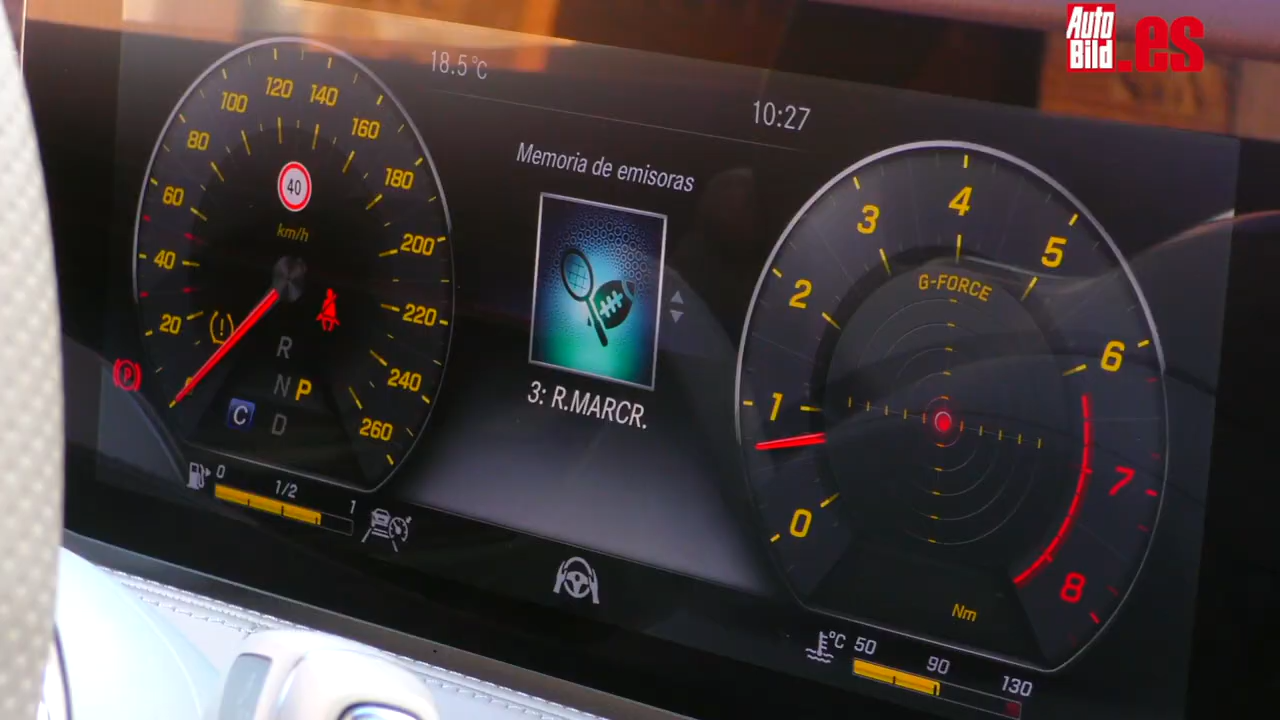 Auto
Bild
.es
18.5°C
10:27
Memoria de emisoras
3: R.MARCR.
20
40
60
80
100
120
140
160
180
200
220
240
260
40
km/h
R
N P
D
C
P
0 1/2 1
0
1
2
3
4
5
6
7
8
G-FORCE
Nm
°C 50 90 130